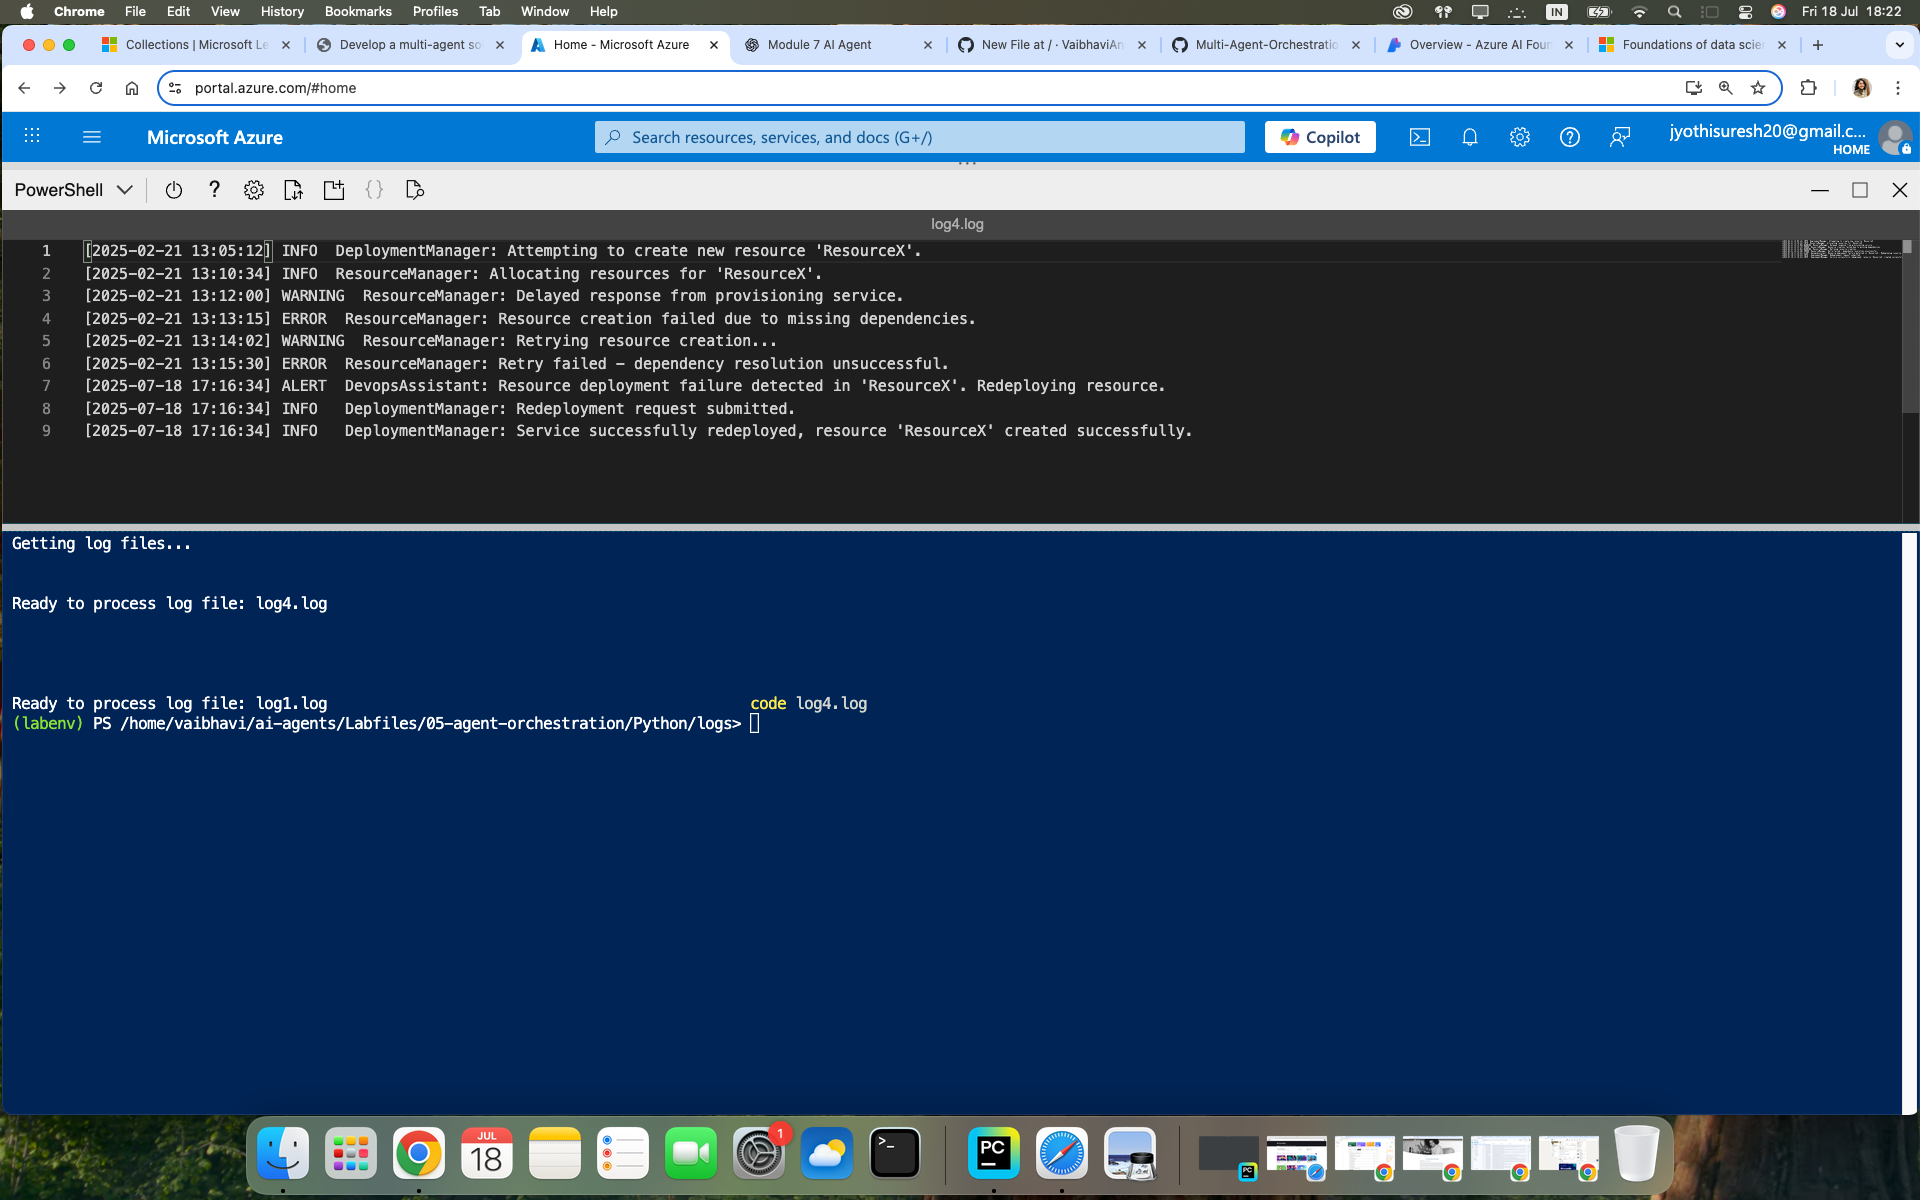 Chrome File Edit View History Bookmarks Profiles Tab Window Help IN Fri 18 Jul 18:22
Collections | Microsoft Le
Develop a multi-agent so
Home - Microsoft Azure
Module 7 AI Agent
New File at / · VaibhaviAn
Multi-Agent-Orchestratio
Overview - Azure AI Foun
Foundations of data scie
portal.azure.com/#home
Microsoft Azure
Search resources, services, and docs (G+/)
Copilot
jyothisuresh20@gmail.c...
HOME
PowerShell
log4.log
1 [2025-02-21 13:05:12] INFO DeploymentManager: Attempting to create new resource 'ResourceX'.
2 [2025-02-21 13:10:34] INFO ResourceManager: Allocating resources for 'ResourceX'.
3 [2025-02-21 13:12:00] WARNING ResourceManager: Delayed response from provisioning service.
4 [2025-02-21 13:13:15] ERROR ResourceManager: Resource creation failed due to missing dependencies.
5 [2025-02-21 13:14:02] WARNING ResourceManager: Retrying resource creation...
6 [2025-02-21 13:15:30] ERROR ResourceManager: Retry failed – dependency resolution unsuccessful.
7 [2025-07-18 17:16:34] ALERT DevopsAssistant: Resource deployment failure detected in 'ResourceX'. Redeploying resource.
8 [2025-07-18 17:16:34] INFO DeploymentManager: Redeployment request submitted.
9 [2025-07-18 17:16:34] INFO DeploymentManager: Service successfully redeployed, resource 'ResourceX' created successfully.
Getting log files...
Ready to process log file: log4.log
Ready to process log file: log1.log code log4.log
(labenv) PS /home/vaibhavi/ai-agents/Labfiles/05-agent-orchestration/Python/logs>
JUL
18
1
>_
PC